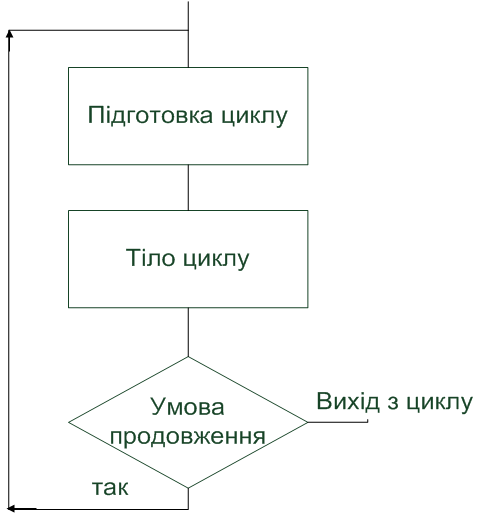 Підготовка циклу
Тіло циклу
Умова
продовження
Вихід з циклу
так